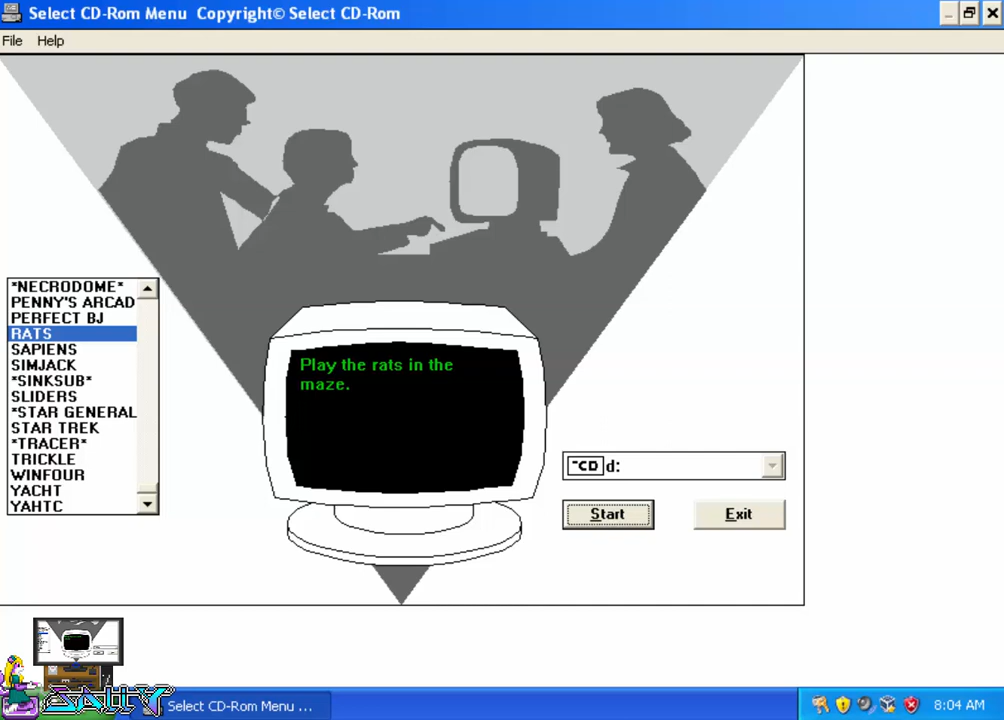 Select CD-Rom Menu Copyright© Select CD-Rom
File Help
*NECRODOME*
PENNY'S ARCAD
PERFECT BJ
RATS
SAPIENS
SIMJACK
*SINKSUB*
SLIDERS
*STAR GENERAL
STAR TREK
*TRACER*
TRICKLE
WINFOUR
YACHT
YAHTC
Play the rats in the
maze.
CD d:
Start Exit
SALLY
Select CD-Rom Menu ...
8:04 AM